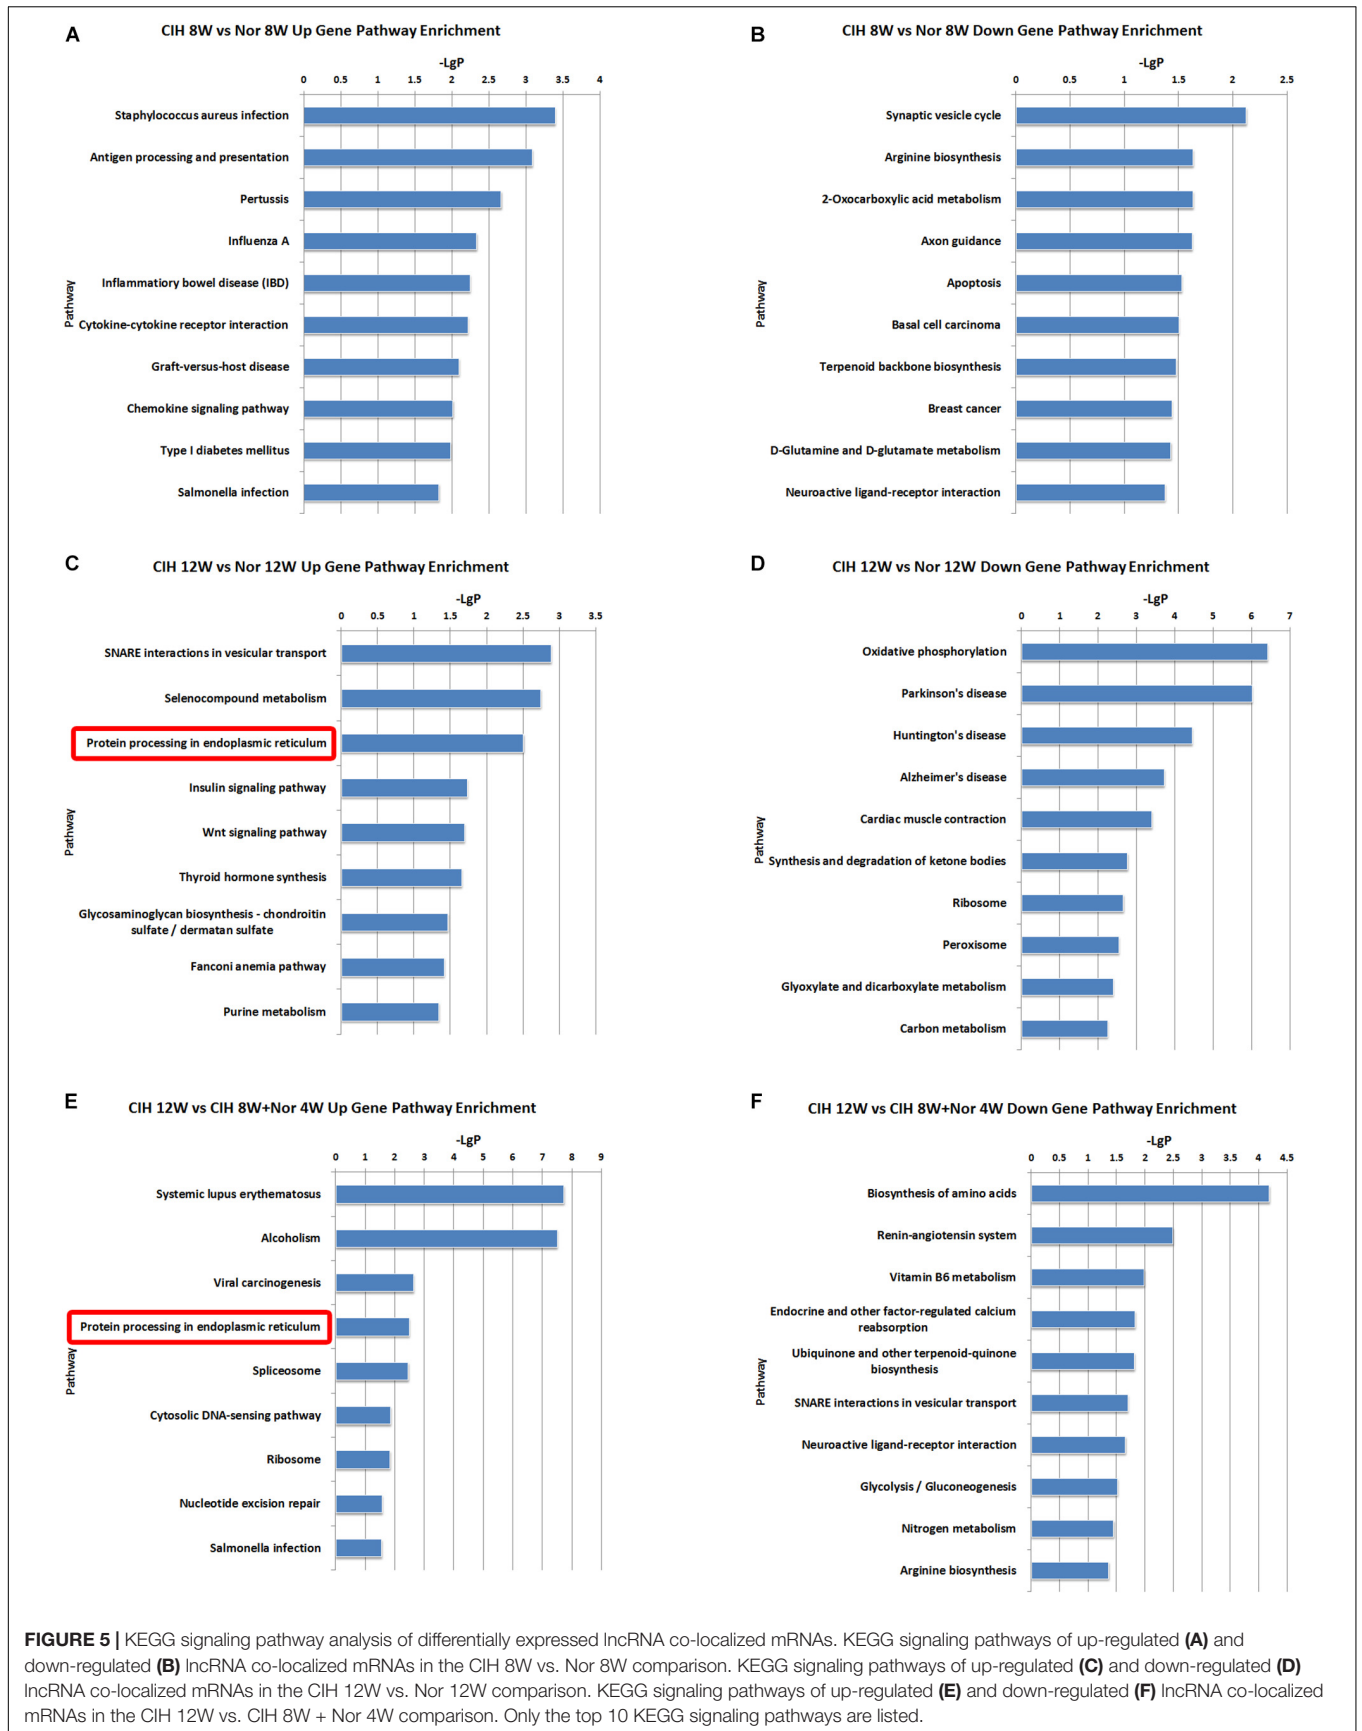 A
CIH 8W vs Nor 8W Up Gene Pathway Enrichment
-LgP
0 0.5 1 1.5 2 2.5 3 3.5 4
Staphylococcus aureus infection
Antigen processing and presentation
Pertussis
Influenza A
Inflammatiory bowel disease (IBD)
Cytokine-cytokine receptor interaction
Graft-versus-host disease
Chemokine signaling pathway
Type I diabetes mellitus
Salmonella infection
Pathway
B
CIH 8W vs Nor 8W Down Gene Pathway Enrichment
-LgP
0 0.5 1 1.5 2 2.5
Synaptic vesicle cycle
Arginine biosynthesis
2-Oxocarboxylic acid metabolism
Axon guidance
Apoptosis
Basal cell carcinoma
Terpenoid backbone biosynthesis
Breast cancer
D-Glutamine and D-glutamate metabolism
Neuroactive ligand-receptor interaction
Pathway
C
CIH 12W vs Nor 12W Up Gene Pathway Enrichment
-LgP
0 0.5 1 1.5 2 2.5 3 3.5
SNARE interactions in vesicular transport
Selenocompound metabolism
Protein processing in endoplasmic reticulum
Insulin signaling pathway
Wnt signaling pathway
Thyroid hormone synthesis
Glycosaminoglycan biosynthesis - chondroitin
sulfate / dermatan sulfate
Fanconi anemia pathway
Purine metabolism
Pathway
D
CIH 12W vs Nor 12W Down Gene Pathway Enrichment
-LgP
0 1 2 3 4 5 6 7
Oxidative phosphorylation
Parkinson's disease
Huntington's disease
Alzheimer's disease
Cardiac muscle contraction
Synthesis and degradation of ketone bodies
Ribosome
Peroxisome
Glyoxylate and dicarboxylate metabolism
Carbon metabolism
Pathway
E
CIH 12W vs CIH 8W+Nor 4W Up Gene Pathway Enrichment
-LgP
0 1 2 3 4 5 6 7 8 9
Systemic lupus erythematosus
Alcoholism
Viral carcinogenesis
Protein processing in endoplasmic reticulum
Spliceosome
Cytosolic DNA-sensing pathway
Ribosome
Nucleotide excision repair
Salmonella infection
Pathway
F
CIH 12W vs CIH 8W+Nor 4W Down Gene Pathway Enrichment
-LgP
0 0.5 1 1.5 2 2.5 3 3.5 4 4.5
Biosynthesis of amino acids
Renin-angiotensin system
Vitamin B6 metabolism
Endocrine and other factor-regulated calcium
reabsorption
Ubiquinone and other terpenoid-quinone
biosynthesis
SNARE interactions in vesicular transport
Neuroactive ligand-receptor interaction
Glycolysis / Gluconeogenesis
Nitrogen metabolism
Arginine biosynthesis
Pathway
FIGURE 5 | KEGG signaling pathway analysis of differentially expressed lncRNA co-localized mRNAs. KEGG signaling pathways of up-regulated (A) and
down-regulated (B) lncRNA co-localized mRNAs in the CIH 8W vs. Nor 8W comparison. KEGG signaling pathways of up-regulated (C) and down-regulated (D)
lncRNA co-localized mRNAs in the CIH 12W vs. Nor 12W comparison. KEGG signaling pathways of up-regulated (E) and down-regulated (F) lncRNA co-localized
mRNAs in the CIH 12W vs. CIH 8W + Nor 4W comparison. Only the top 10 KEGG signaling pathways are listed.